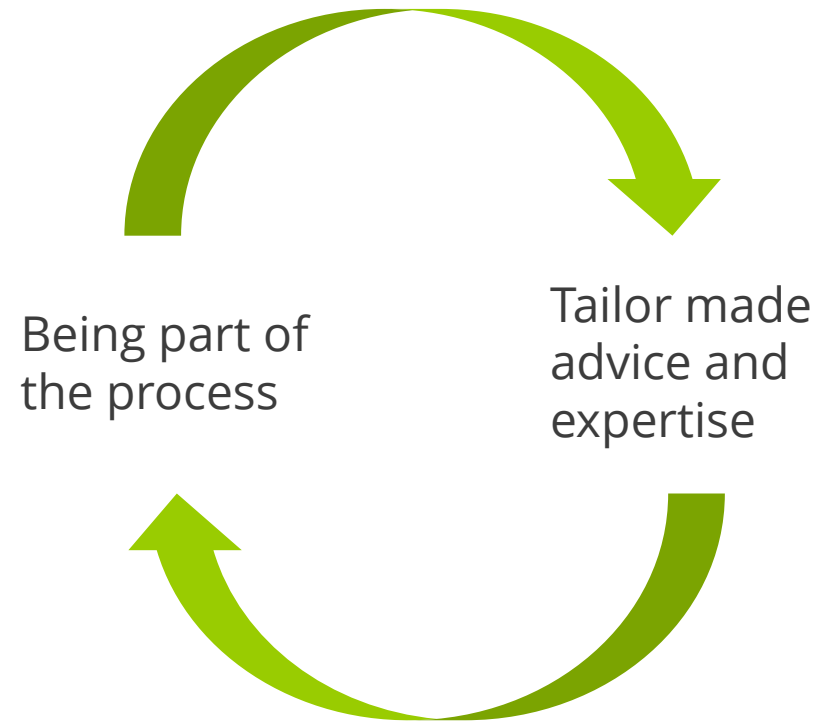 Being part of
the process
Tailor made
advice and
expertise